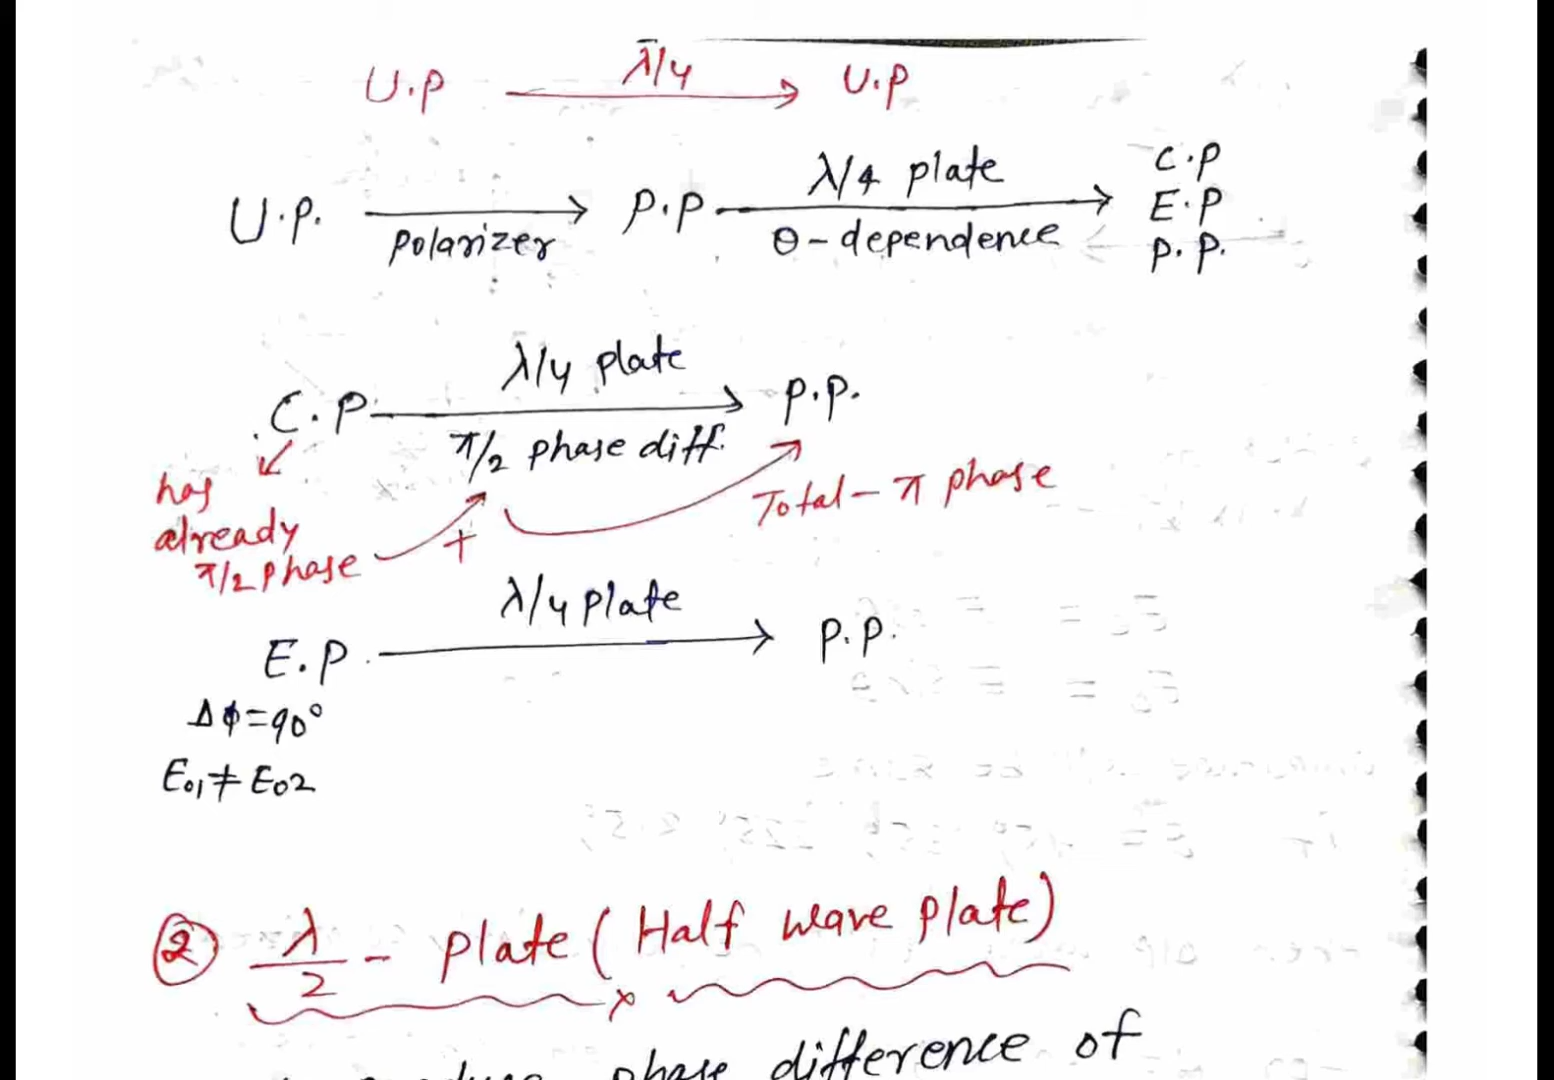 U.P λ/4 U.P
U.P. polarizer P.P λ/4 plate θ-dependence C.P
E.P
P.P.
C.P λ/4 plate P.P.
π/2 phase diff.
has already π/2 phase + Total - π phase
E.P λ/4 plate P.P.
Δϕ=90°
E01≠E02
② λ/2 - plate (Half wave plate)
phase difference of